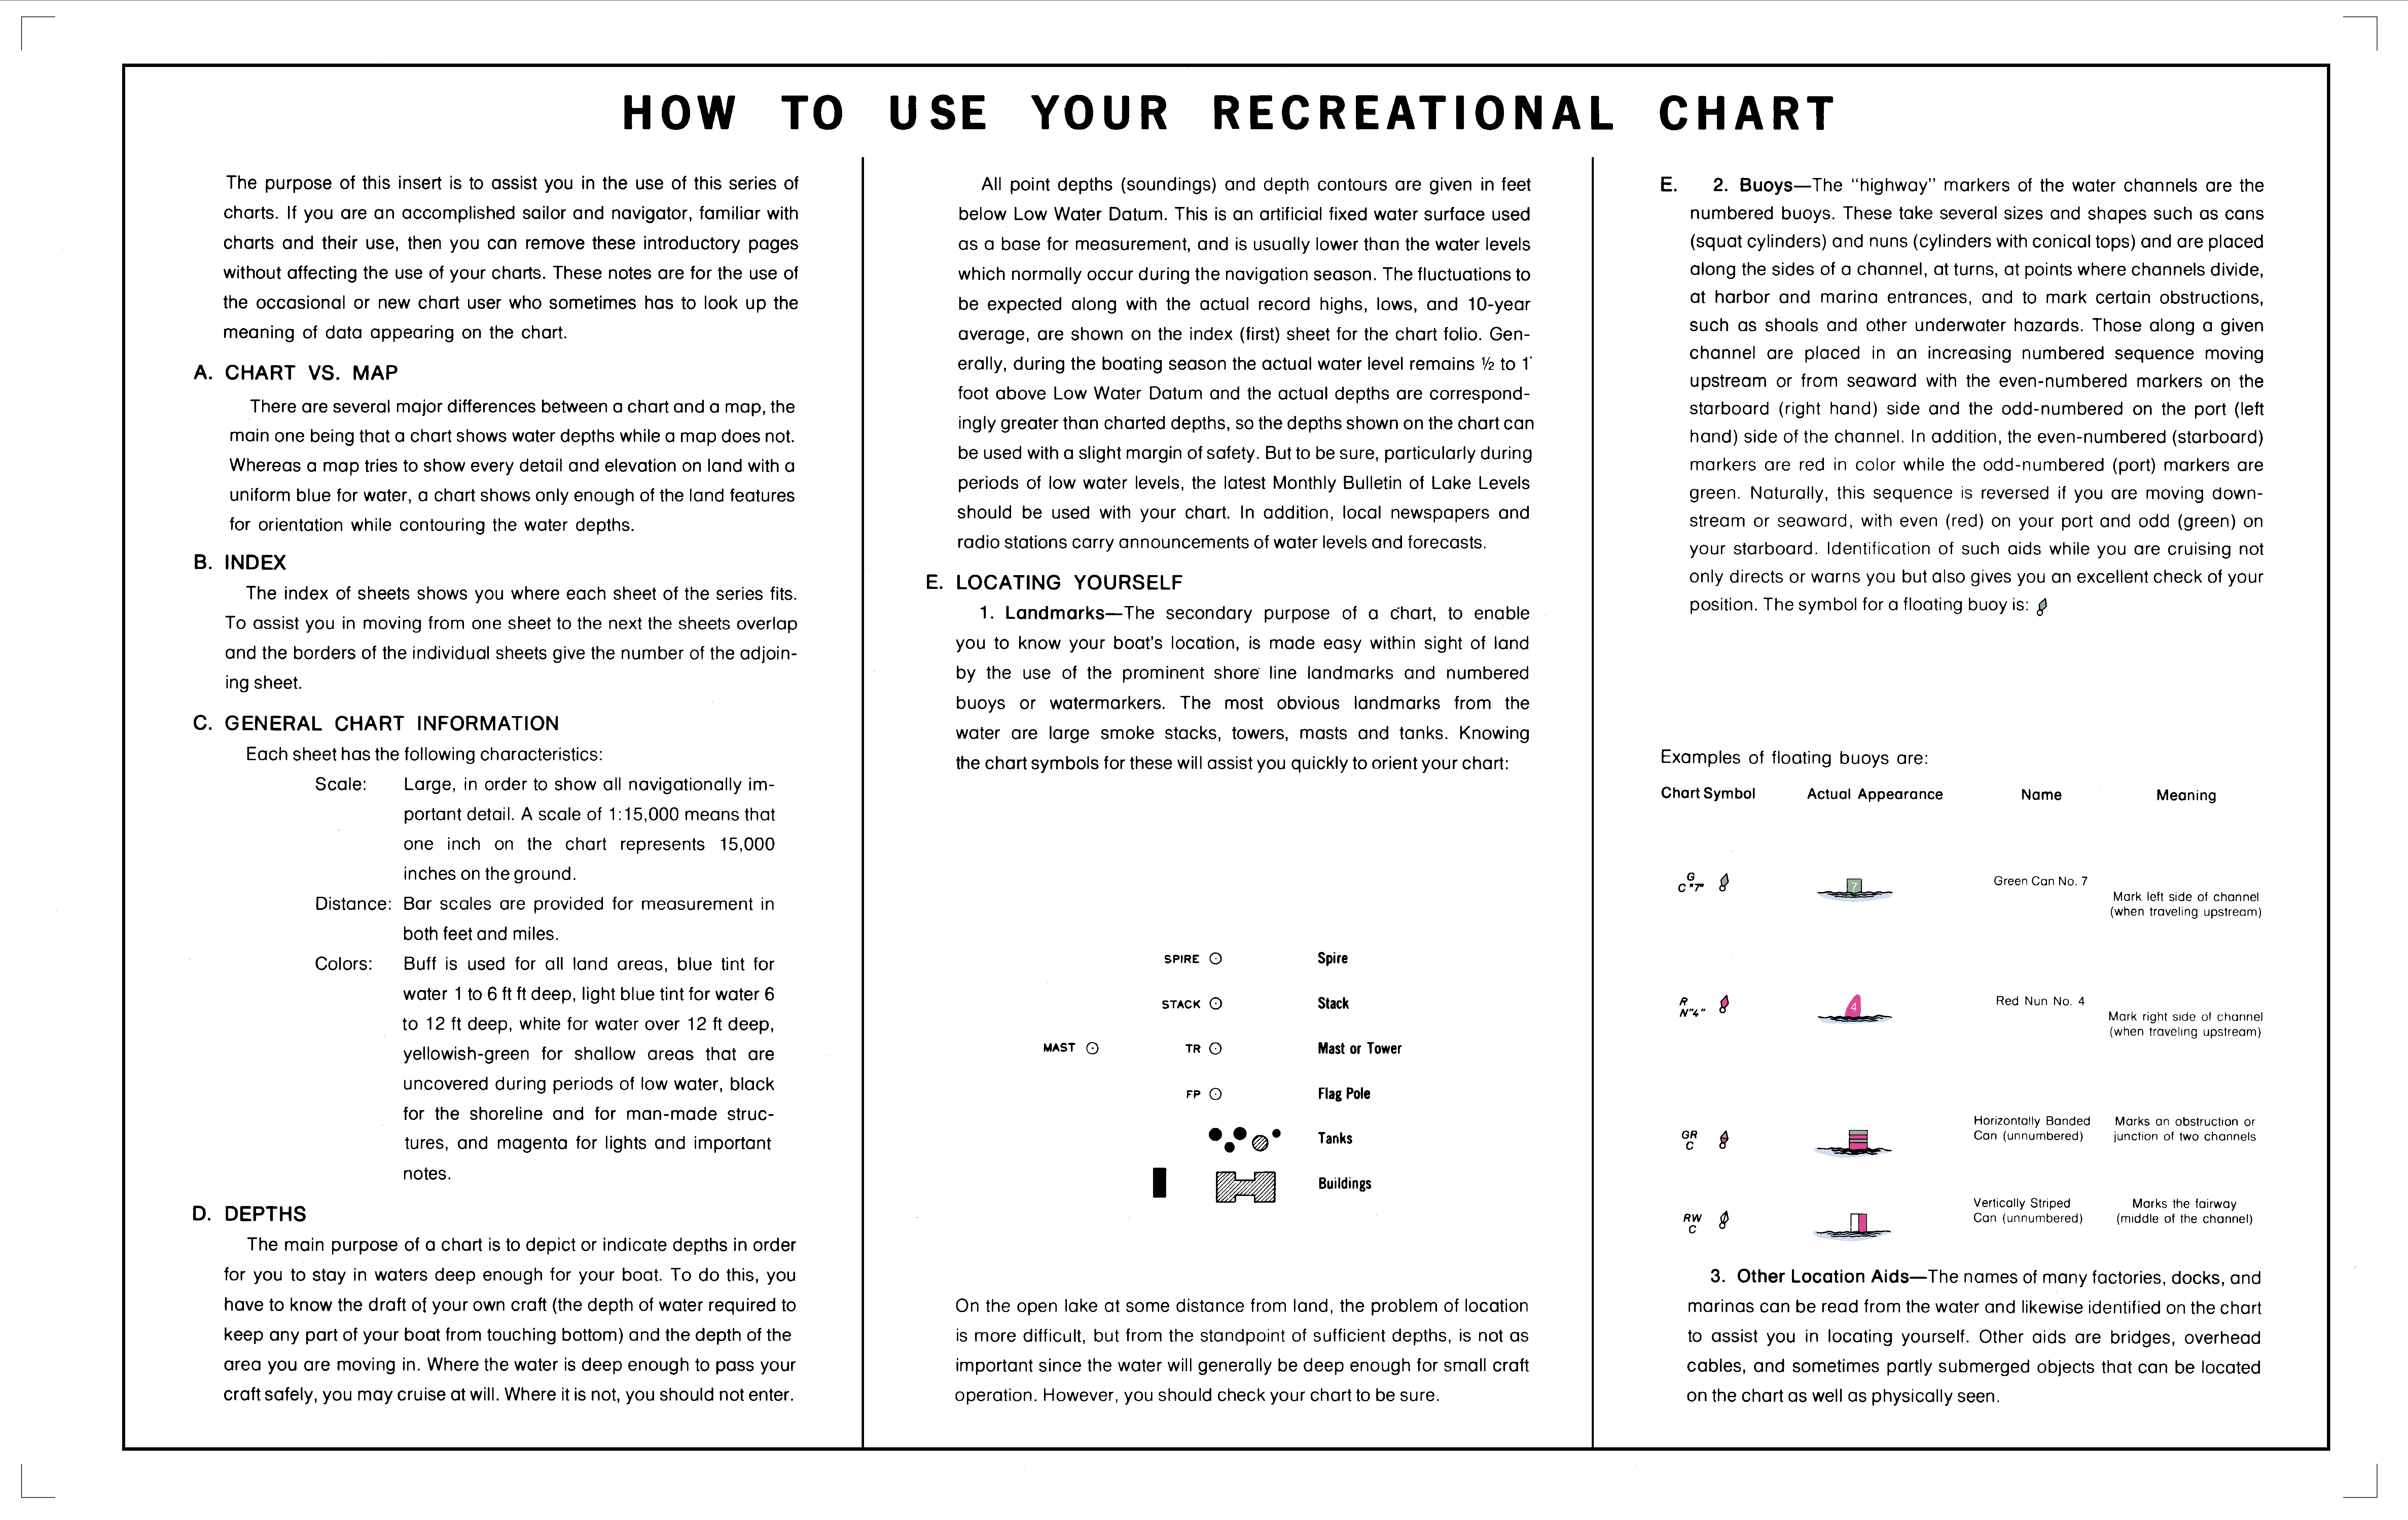 HOW TO USE YOUR RECREATIONAL CHART
The purpose of this insert is to assist you in the use of this series of
charts. If you are an accomplished sailor and navigator, familiar with
charts and their use, then you can remove these introductory pages
without affecting the use of your charts. These notes are for the use of
the occasional or new chart user who sometimes has to look up the
meaning of data appearing on the chart.
A. CHART VS. MAP
There are several major differences between a chart and a map, the
main one being that a chart shows water depths while a map does not.
Whereas a map tries to show every detail and elevation on land with a
uniform blue for water, a chart shows only enough of the land features
for orientation while contouring the water depths.
B. INDEX
The index of sheets shows you where each sheet of the series fits.
To assist you in moving from one sheet to the next the sheets overlap
and the borders of the individual sheets give the number of the adjoin-
ing sheet.
C. GENERAL CHART INFORMATION
Each sheet has the following characteristics:
Scale: Large, in order to show all navigationally im-
portant detail. A scale of 1:15,000 means that
one inch on the chart represents 15,000
inches on the ground.
Distance: Bar scales are provided for measurement in
both feet and miles.
Colors: Buff is used for all land areas, blue tint for
water 1 to 6 ft ft deep, light blue tint for water 6
to 12 ft deep, white for water over 12 ft deep,
yellowish-green for shallow areas that are
uncovered during periods of low water, black
for the shoreline and for man-made struc-
tures, and magenta for lights and important
notes.
D. DEPTHS
The main purpose of a chart is to depict or indicate depths in order
for you to stay in waters deep enough for your boat. To do this, you
have to know the draft of your own craft (the depth of water required to
keep any part of your boat from touching bottom) and the depth of the
area you are moving in. Where the water is deep enough to pass your
craft safely, you may cruise at will. Where it is not, you should not enter.
All point depths (soundings) and depth contours are given in feet
below Low Water Datum. This is an artificial fixed water surface used
as a base for measurement, and is usually lower than the water levels
which normally occur during the navigation season. The fluctuations to
be expected along with the actual record highs, lows, and 10-year
average, are shown on the index (first) sheet for the chart folio. Gen-
erally, during the boating season the actual water level remains ½ to 1
foot above Low Water Datum and the actual depths are correspond-
ingly greater than charted depths, so the depths shown on the chart can
be used with a slight margin of safety. But to be sure, particularly during
periods of low water levels, the latest Monthly Bulletin of Lake Levels
should be used with your chart. In addition, local newspapers and
radio stations carry announcements of water levels and forecasts.
E. LOCATING YOURSELF
1. Landmarks—The secondary purpose of a chart, to enable
you to know your boat's location, is made easy within sight of land
by the use of the prominent shore line landmarks and numbered
buoys or watermarkers. The most obvious landmarks from the
water are large smoke stacks, towers, masts and tanks. Knowing
the chart symbols for these will assist you quickly to orient your chart:
SPIRE Spire
STACK Stack
MAST TR Mast or Tower
FP Flag Pole
Tanks
Buildings
On the open lake at some distance from land, the problem of location
is more difficult, but from the standpoint of sufficient depths, is not as
important since the water will generally be deep enough for small craft
operation. However, you should check your chart to be sure.
E. 2. Buoys—The "highway" markers of the water channels are the
numbered buoys. These take several sizes and shapes such as cans
(squat cylinders) and nuns (cylinders with conical tops) and are placed
along the sides of a channel, at turns, at points where channels divide,
at harbor and marina entrances, and to mark certain obstructions,
such as shoals and other underwater hazards. Those along a given
channel are placed in an increasing numbered sequence moving
upstream or from seaward with the even-numbered markers on the
starboard (right hand) side and the odd-numbered on the port (left
hand) side of the channel. In addition, the even-numbered (starboard)
markers are red in color while the odd-numbered (port) markers are
green. Naturally, this sequence is reversed if you are moving down-
stream or seaward, with even (red) on your port and odd (green) on
your starboard. Identification of such aids while you are cruising not
only directs or warns you but also gives you an excellent check of your
position. The symbol for a floating buoy is:
Examples of floating buoys are:
Chart Symbol Actual Appearance Name Meaning
G
C "7"
7
Green Can No. 7
Mark left side of channel
(when traveling upstream)
R
N "4"
4
Red Nun No. 4
Mark right side of channel
(when traveling upstream)
GR
C
Horizontally Banded
Can (unnumbered)
Marks an obstruction or
junction of two channels
RW
C
Vertically Striped
Can (unnumbered)
Marks the fairway
(middle of the channel)
3. Other Location Aids—The names of many factories, docks, and
marinas can be read from the water and likewise identified on the chart
to assist you in locating yourself. Other aids are bridges, overhead
cables, and sometimes partly submerged objects that can be located
on the chart as well as physically seen.